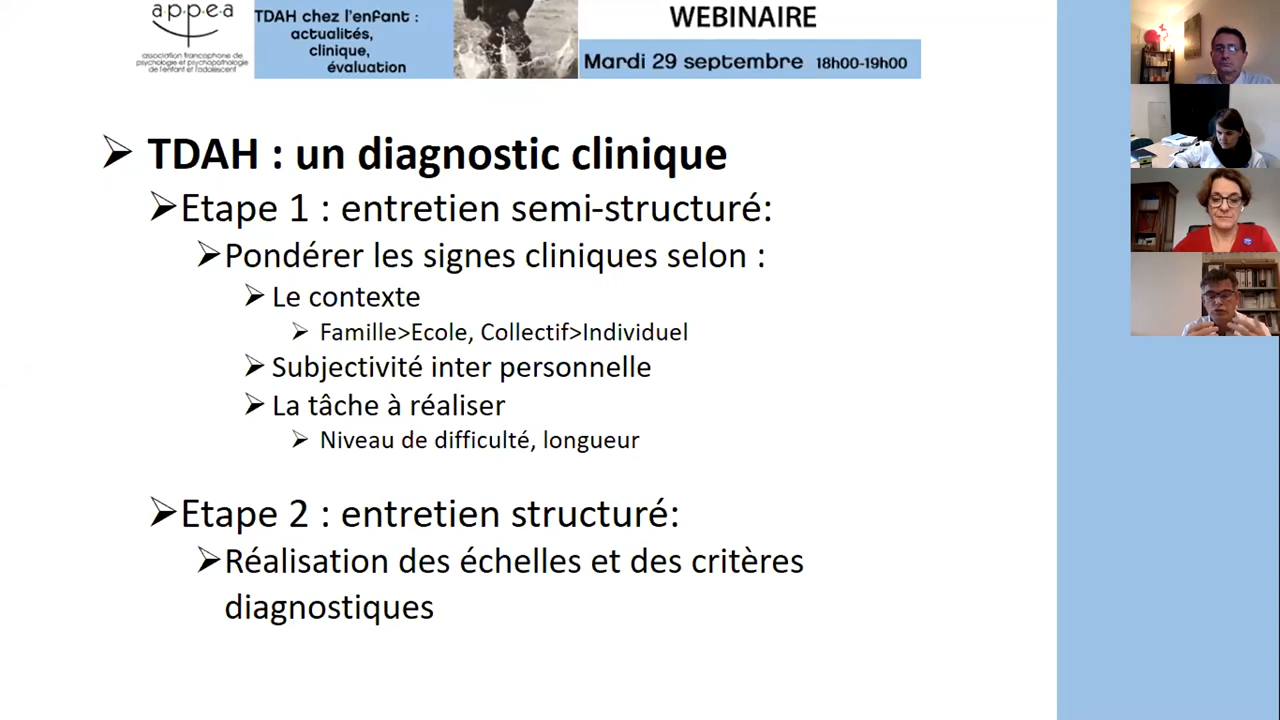 appea
association francophone de
psychologie et psychopathologie
de l'enfant et de l'adolescent
TDAH chez l'enfant :
actualités,
clinique,
évaluation
WEBINAIRE
Mardi 29 septembre 18h00-19h00
TDAH : un diagnostic clinique
Etape 1 : entretien semi-structuré:
Pondérer les signes cliniques selon :
Le contexte
Famille>Ecole, Collectif>Individuel
Subjectivité inter personnelle
La tâche à réaliser
Niveau de difficulté, longueur
Etape 2 : entretien structuré:
Réalisation des échelles et des critères
diagnostiques